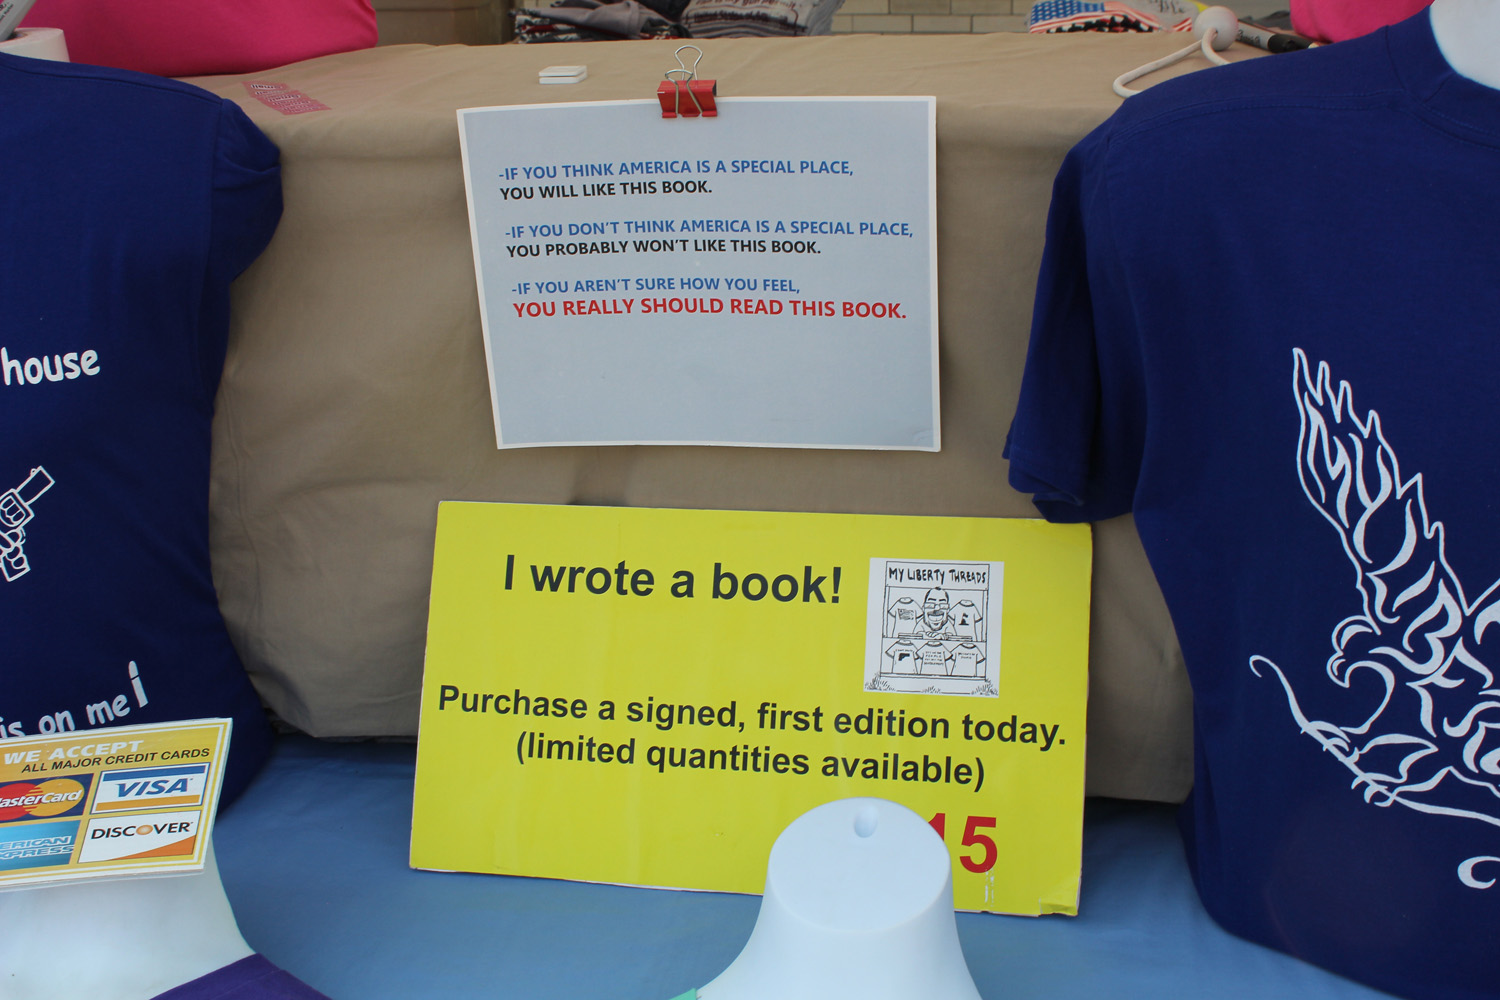 -IF YOU THINK AMERICA IS A SPECIAL PLACE,
YOU WILL LIKE THIS BOOK.
-IF YOU DON'T THINK AMERICA IS A SPECIAL PLACE,
YOU PROBABLY WON'T LIKE THIS BOOK.
-IF YOU AREN'T SURE HOW YOU FEEL,
YOU REALLY SHOULD READ THIS BOOK.
house
is on me
I wrote a book!
MY LIBERTY THREADS
Purchase a signed, first edition today.
(limited quantities available)
15
WE ACCEPT
ALL MAJOR CREDIT CARDS
MasterCard
VISA
AMERICAN
EXPRESS
DISCOVER